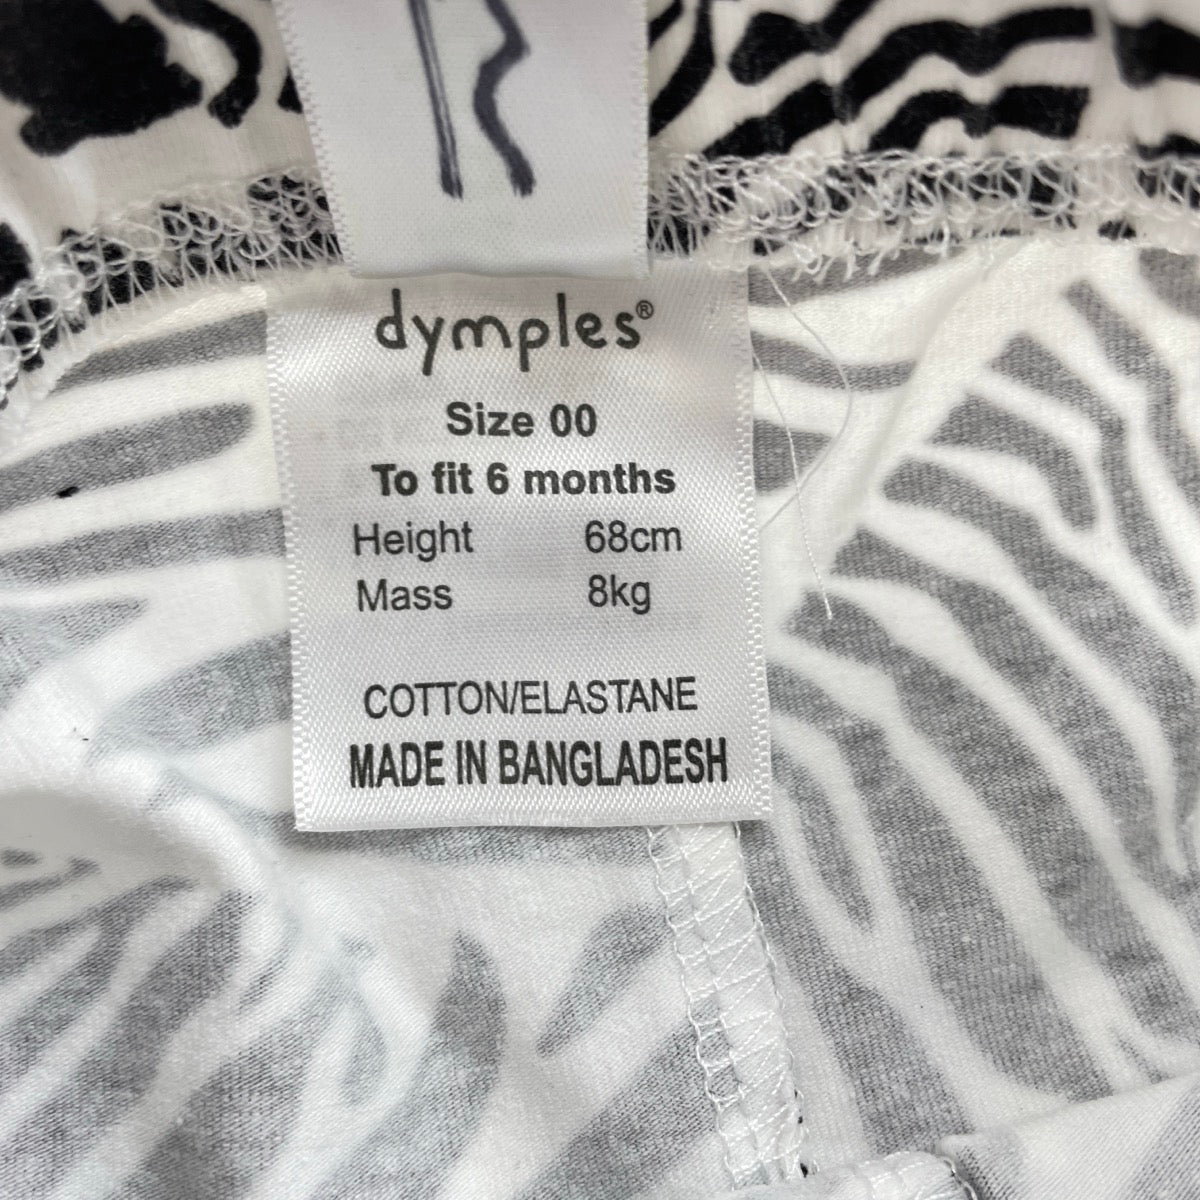 dymples®
Size 00
To fit 6 months
Height 68cm
Mass 8kg
COTTON/ELASTANE
MADE IN BANGLADESH